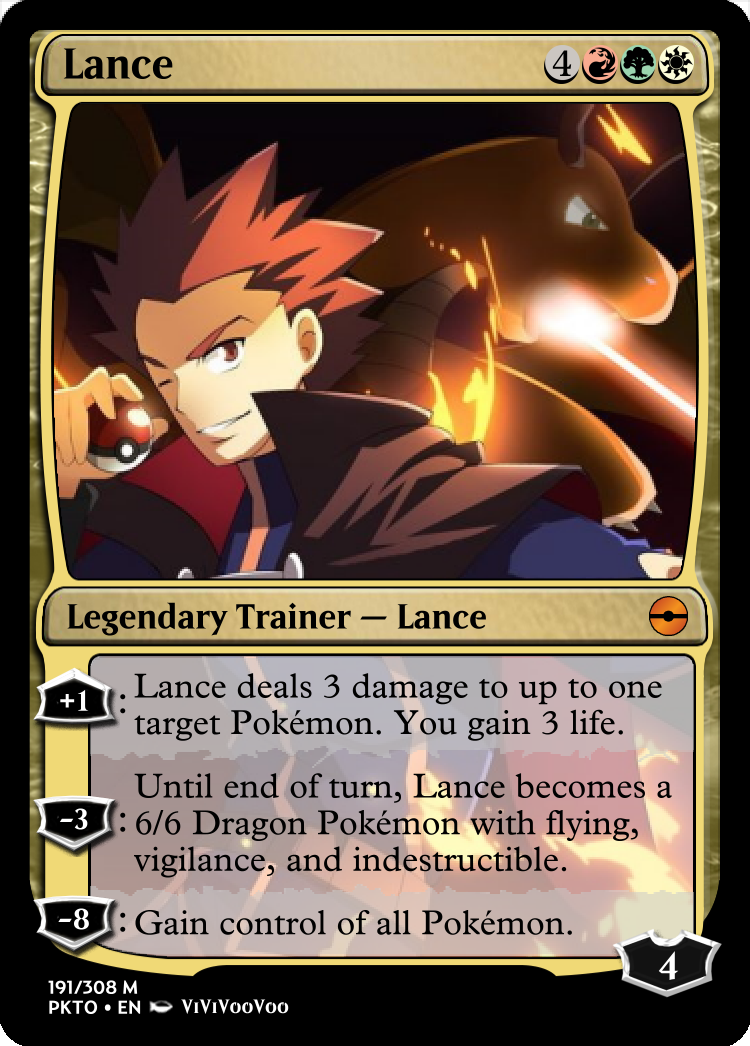 Lance 4
Legendary Trainer — Lance
+1: Lance deals 3 damage to up to one
target Pokémon. You gain 3 life.
Until end of turn, Lance becomes a
-3: 6/6 Dragon Pokémon with flying,
vigilance, and indestructible.
-8: Gain control of all Pokémon.
4
191/308 M
PKTO • EN ViViVooVoo